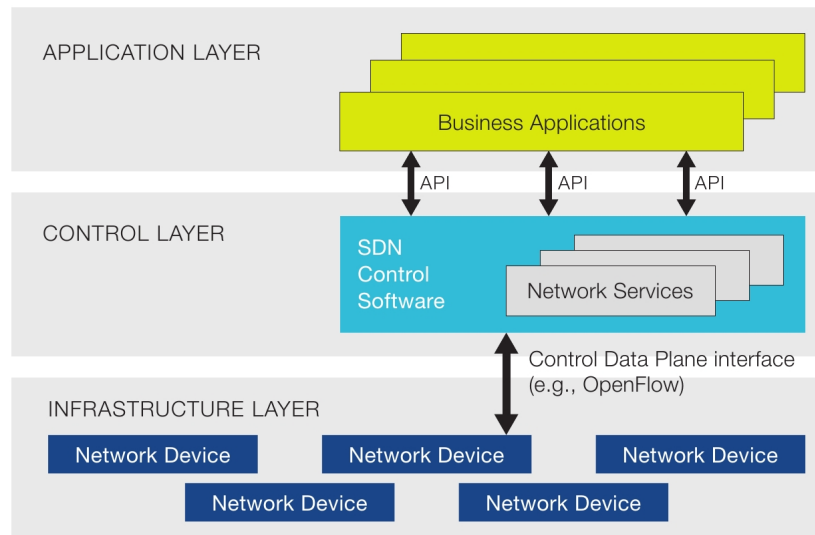 APPLICATION LAYER
Business Applications
API
API
API
CONTROL LAYER
SDN
Control
Software
Network Services
Control Data Plane interface
(e.g., OpenFlow)
INFRASTRUCTURE LAYER
Network Device
Network Device
Network Device
Network Device
Network Device